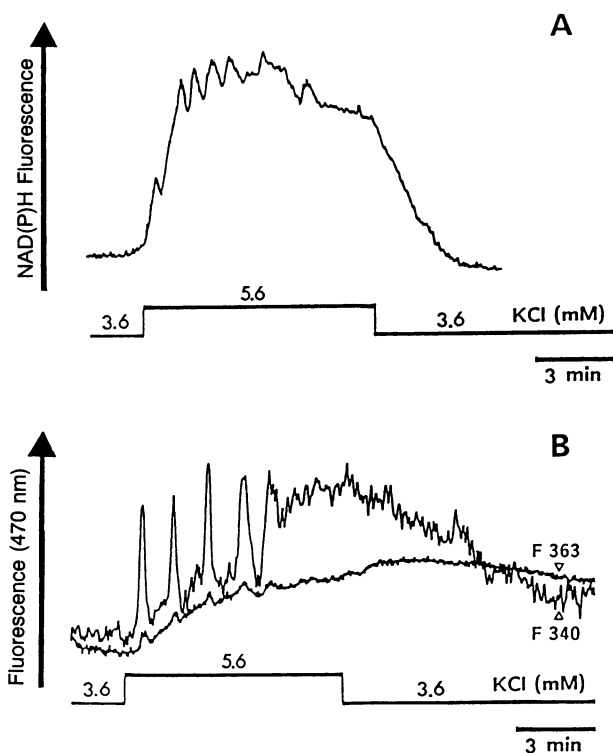 A
NAD(P)H Fluorescence
5.6
3.6
3.6
KCl (mM)
3 min
B
Fluorescence (470 nm)
F 363
F 340
5.6
3.6
3.6
KCl (mM)
3 min